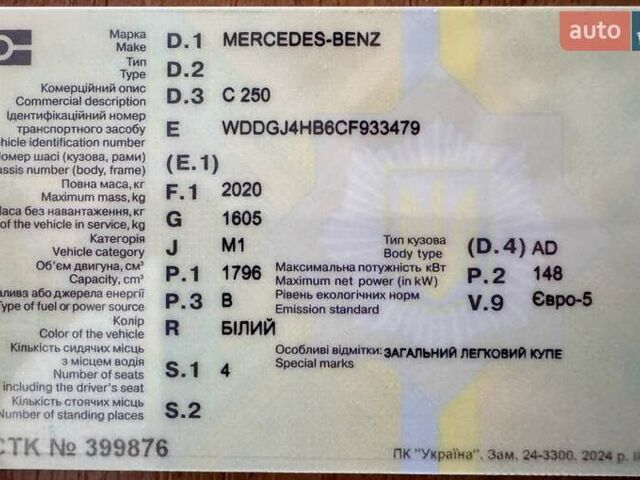 auto
Марка
Make D.1 MERCEDES-BENZ
Тип
Type D.2
Комерційний опис
Commercial description D.3 C 250
Ідентифікаційний номер
транспортного засобу
vehicle identification number E WDDGJ4HB6CF933479
номер шасі (кузова, рами)
assis number (body, frame) (E.1)
Повна маса, кг
Maximum mass, kg F.1 2020
Маса без навантаження, кг
of the vehicle in service, kg G 1605
Категорія
Vehicle category J M1
Тип кузова
Body type (D.4) AD
Об'єм двигуна, см³
Capacity, cm³ P.1 1796
Максимальна потужність кВт
Maximum net power (in kW) P.2 148
алива або джерела енергії
Type of fuel or power source P.3 B
Рівень екологічних норм
Emission standard V.9 Євро-5
Колір
Color of the vehicle R БІЛИЙ
Кількість сидячих місць
з місцем водія
Number of seats
including the driver's seat S.1 4
Особливі відмітки: ЗАГАЛЬНИЙ ЛЕГКОВИЙ КУПЕ
Special marks
Кількість стоячих місць
Number of standing places S.2
СТК № 399876
ПК "Україна". Зам. 24-3300. 2024 р.